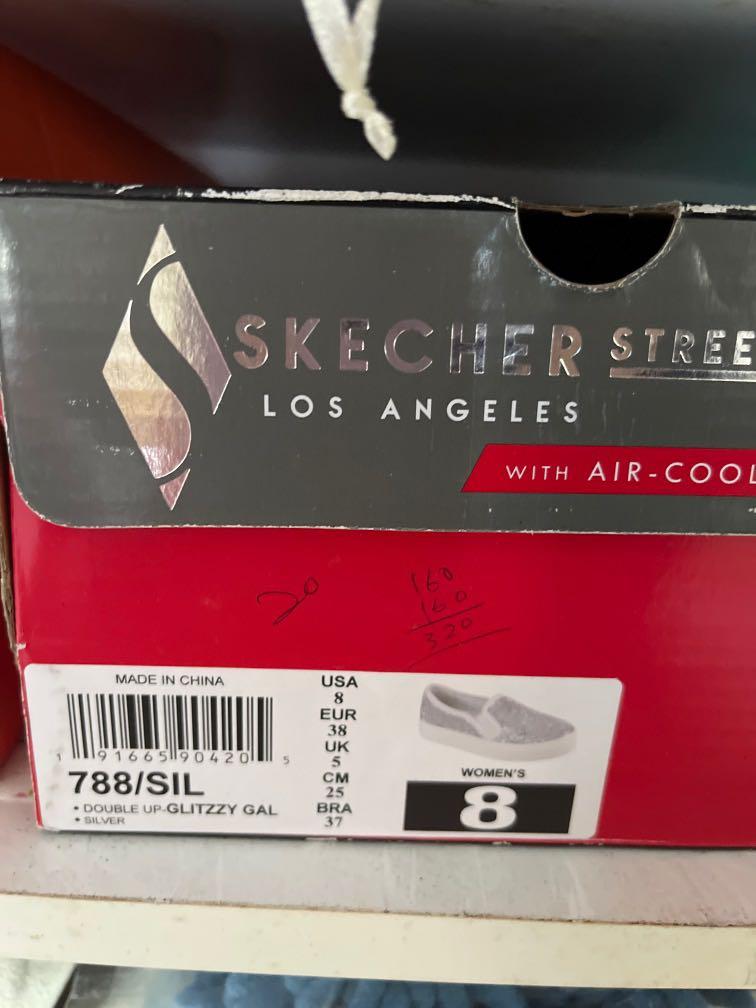 SKECHER STREE
LOS ANGELES
WITH AIR-COOL
20
160
160
320
MADE IN CHINA
1 91665 90420 5
788/SIL
• DOUBLE UP-GLITZZY GAL
• SILVER
USA
8
EUR
38
UK
5
CM
25
BRA
37
WOMEN'S
8